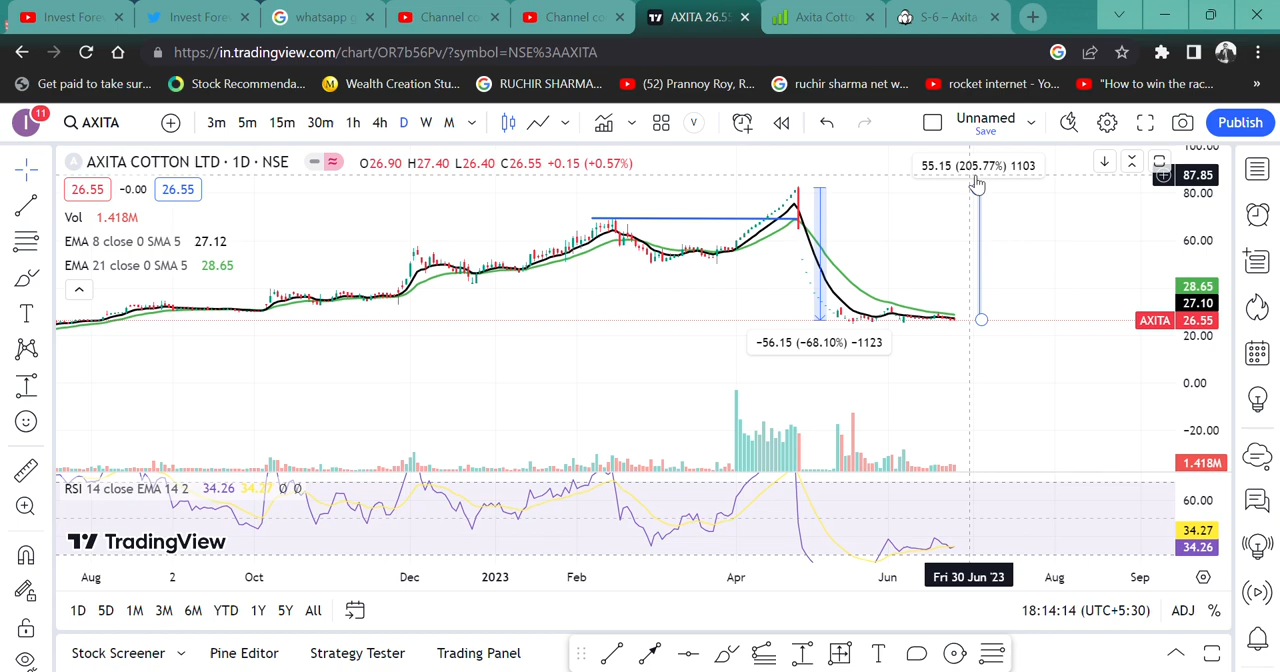 Invest Forev
Invest Forev
whatsapp g
Channel co
Channel co
AXITA 26.5
Axita Cotto
S-6 – Axita
https://in.tradingview.com/chart/OR7b56Pv/?symbol=NSE%3AAXITA
Get paid to take sur...
Stock Recommenda...
Wealth Creation Stu...
RUCHIR SHARMA...
(52) Prannoy Roy, R...
ruchir sharma net w...
rocket internet - Yo...
"How to win the rac...
»
I 11 AXITA 3m 5m 15m 30m 1h 4h D W M V Unnamed Save Publish
A AXITA COTTON LTD · 1D · NSE O26.90 H27.40 L26.40 C26.55 +0.15 (+0.57%)
26.55 −0.00 26.55
Vol 1.418M
EMA 8 close 0 SMA 5 27.12
EMA 21 close 0 SMA 5 28.65
55.15 (205.77%) 1103
−56.15 (−68.10%) −1123
100.00
87.85
80.00
60.00
28.65
27.10
AXITA 26.55
20.00
0.00
−20.00
1.418M
RSI 14 close EMA 14 2 34.26 34.27 Ø Ø
60.00
34.27
34.26
TradingView
Aug 2 Oct Dec 2023 Feb Apr Jun Fri 30 Jun '23 Aug Sep
1D 5D 1M 3M 6M YTD 1Y 5Y All 18:14:14 (UTC+5:30) ADJ %
Stock Screener Pine Editor Strategy Tester Trading Panel